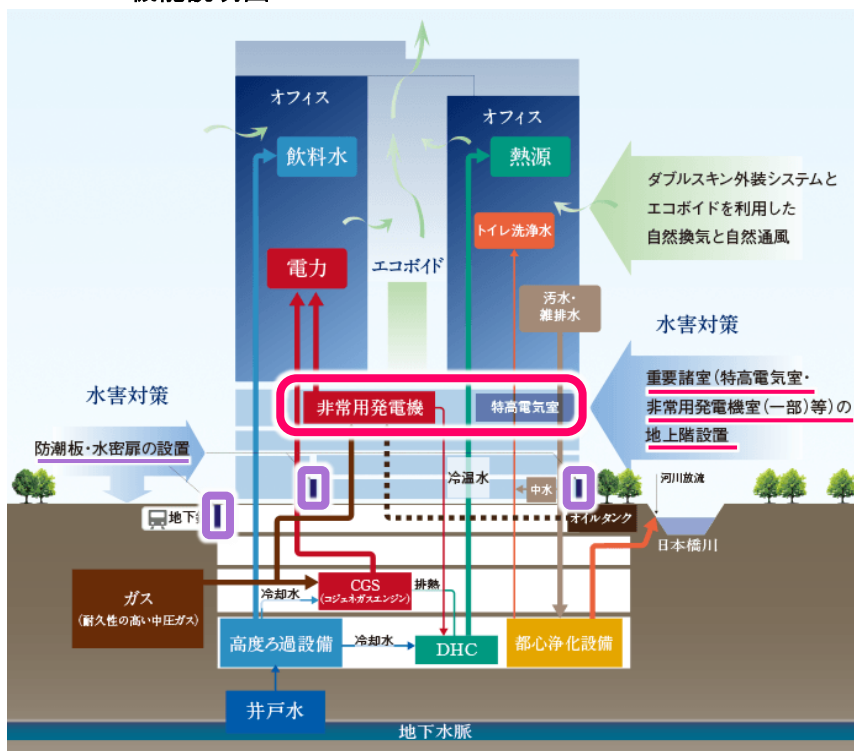 オフィス
オフィス
飲料水
熱源
ダブルスキン外装システムと
エコボイドを利用した
自然換気と自然通風
トイレ洗浄水
電力
エコボイド
汚水・
雑排水
水害対策
重要諸室(特高電気室・
非常用発電機室(一部)等)の
地上階設置
水害対策
防潮板・水密扉の設置
非常用発電機
特高電気室
冷温水
中水
河川放流
地下
オイルタンク
日本橋川
ガス
(耐久性の高い中圧ガス)
冷却水
CGS
(コジェネガスエンジン)
排熱
高度ろ過設備
冷却水
DHC
都心浄化設備
井戸水
地下水脈